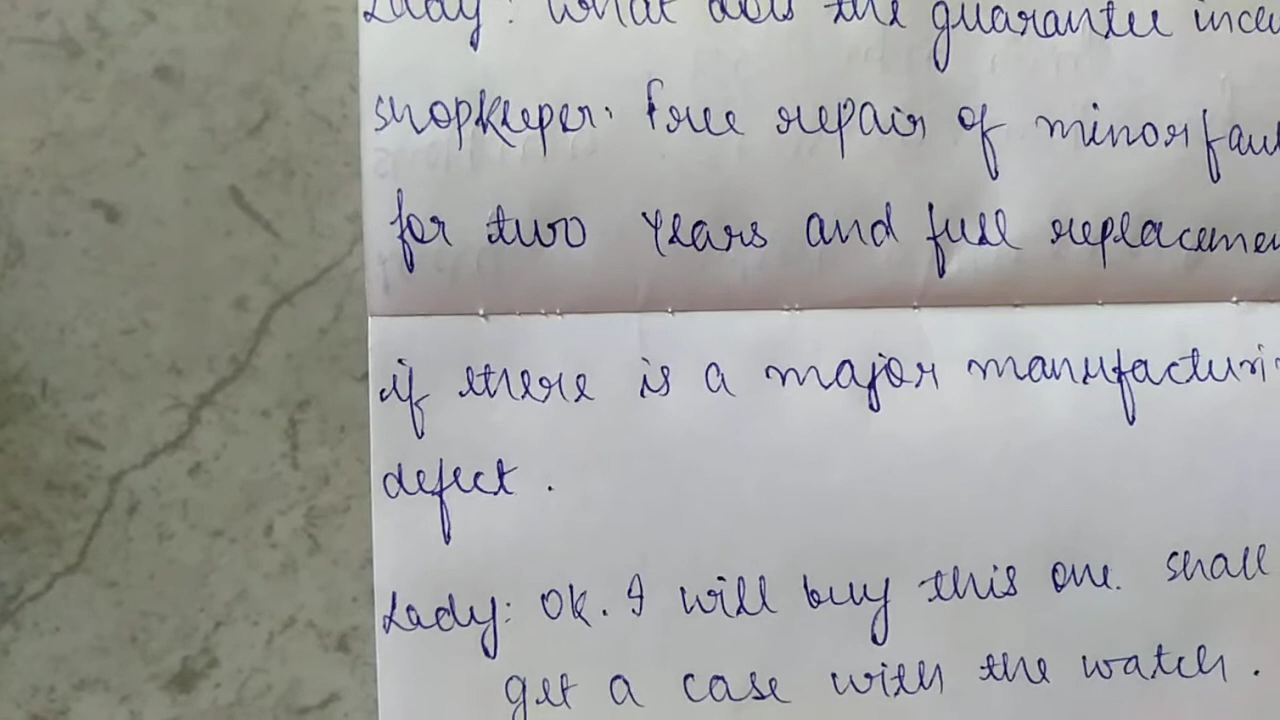 Lady: What does the guarantee
shopkeeper: Free repair of minor
for two years and full
if there is a major
defect.
Lady: Ok. I will buy this one. shall
get a case with the watch.